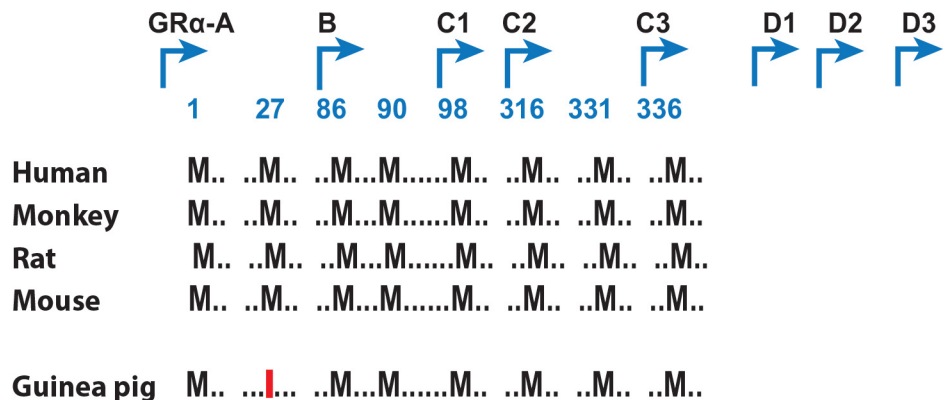 GRα-A B C1 C2 C3 D1 D2 D3
1 27 86 90 98 316 331 336
Human M.. ..M.. ..M...M......M.. ..M.. ..M.. ..M..
Monkey M.. ..M.. ..M...M......M.. ..M.. ..M.. ..M..
Rat M.. ..M.. ..M...M......M.. ..M.. ..M.. ..M..
Mouse M.. ..M.. ..M...M......M.. ..M.. ..M.. ..M..
Guinea pig M.. ...I... ..M...M......M.. ..M.. ..M.. ..M..